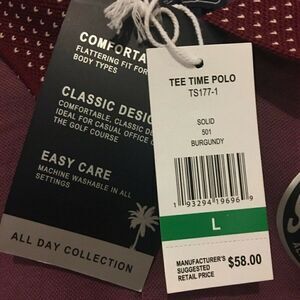 COMFORTA
FLATTERING FIT FOR
BODY TYPES
CLASSIC DESIG
COMFORTABLE, CLASSIC DE
IDEAL FOR CASUAL OFFICE
THE GOLF COURSE
EASY CARE
MACHINE WASHABLE IN ALL
SETTINGS
ALL DAY COLLECTION
TEE TIME POLO
TS177-1
SOLID
501
BURGUNDY
1 93294 19696 9
L
MANUFACTURER'S
SUGGESTED
RETAIL PRICE
$58.00